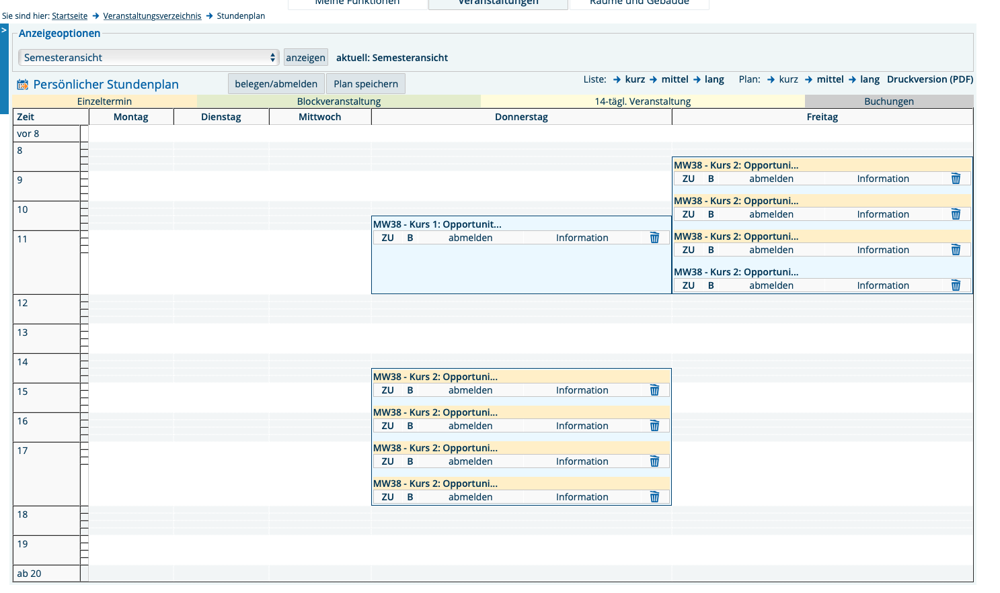 Meine Funktionen Veranstaltungen Räume und Gebäude
Sie sind hier: Startseite → Veranstaltungsverzeichnis → Stundenplan
>
Anzeigeoptionen
Semesteransicht anzeigen aktuell: Semesteransicht
Persönlicher Stundenplan belegen/abmelden Plan speichern Liste: → kurz → mittel → lang Plan: → kurz → mittel → lang Druckversion (PDF)
Einzeltermin Blockveranstaltung 14-tägl. Veranstaltung Buchungen
Zeit Montag Dienstag Mittwoch Donnerstag Freitag
vor 8
8
MW38 - Kurs 2: Opportuni...
9 ZU B abmelden Information
MW38 - Kurs 2: Opportuni...
10 ZU B abmelden Information
MW38 - Kurs 1: Opportunit...
MW38 - Kurs 2: Opportuni...
11 ZU B abmelden Information
ZU B abmelden Information
MW38 - Kurs 2: Opportuni...
ZU B abmelden Information
12
13
14
MW38 - Kurs 2: Opportuni...
15 ZU B abmelden Information
MW38 - Kurs 2: Opportuni...
16 ZU B abmelden Information
MW38 - Kurs 2: Opportuni...
17 ZU B abmelden Information
MW38 - Kurs 2: Opportuni...
ZU B abmelden Information
18
19
ab 20